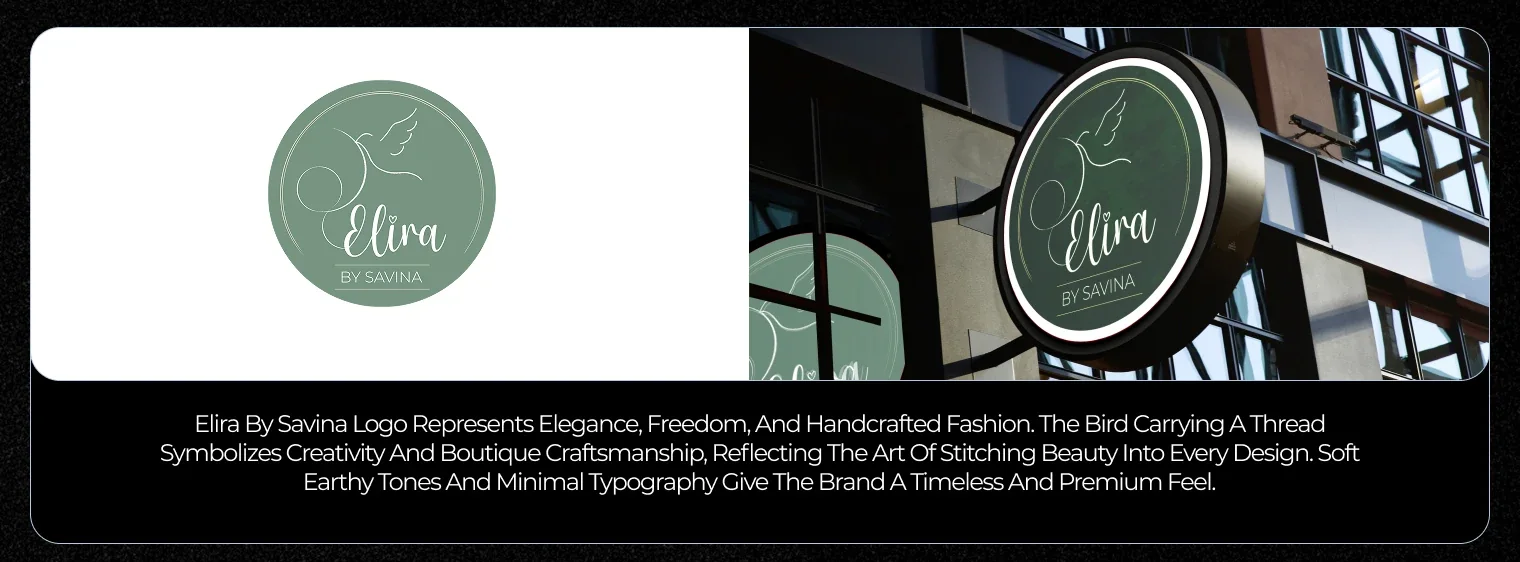 Elira
BY SAVINA
Elira
BY SAVINA
Elira
Elira By Savina Logo Represents Elegance, Freedom, And Handcrafted Fashion. The Bird Carrying A Thread
Symbolizes Creativity And Boutique Craftsmanship, Reflecting The Art Of Stitching Beauty Into Every Design. Soft
Earthy Tones And Minimal Typography Give The Brand A Timeless And Premium Feel.